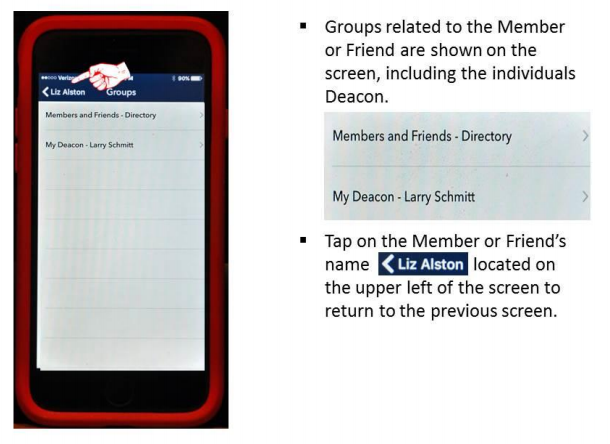 Verizon
80%
Liz Alston
Groups
Members and Friends - Directory
My Deacon - Larry Schmitt
▪ Groups related to the Member
or Friend are shown on the
screen, including the individuals
Deacon.
Members and Friends - Directory
My Deacon - Larry Schmitt
▪ Tap on the Member or Friend's
name Liz Alston located on
the upper left of the screen to
return to the previous screen.